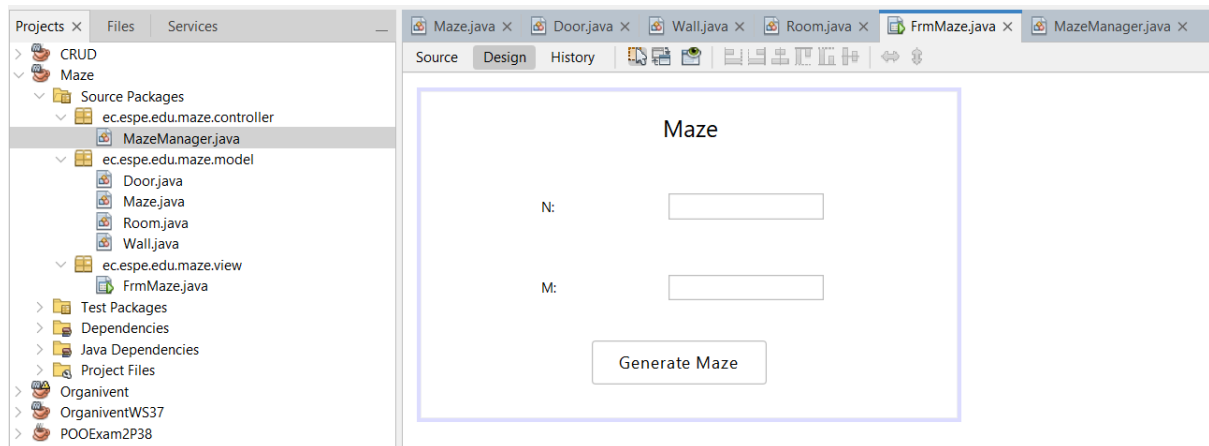 Projects Files Services
CRUD
Maze
Source Packages
ec.espe.edu.maze.controller
MazeManager.java
ec.espe.edu.maze.model
Door.java
Maze.java
Room.java
Wall.java
ec.espe.edu.maze.view
FrmMaze.java
Test Packages
Dependencies
Java Dependencies
Project Files
Organivent
OrganiventWS37
POOExam2P38
Maze.java Door.java Wall.java Room.java FrmMaze.java MazeManager.java
Source Design History
Maze
N:
M:
Generate Maze